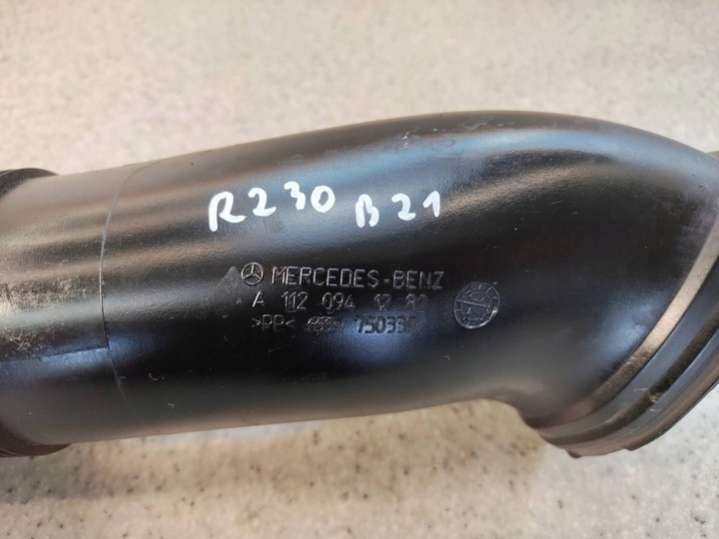 R230 B21
MERCEDES-BENZ
A 112 094 12 82
>PP<